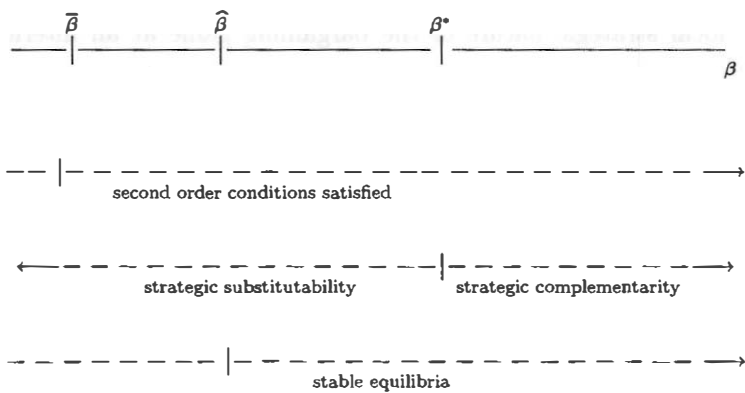 β̅ β̂ β*
β
second order conditions satisfied
strategic substitutability strategic complementarity
stable equilibria